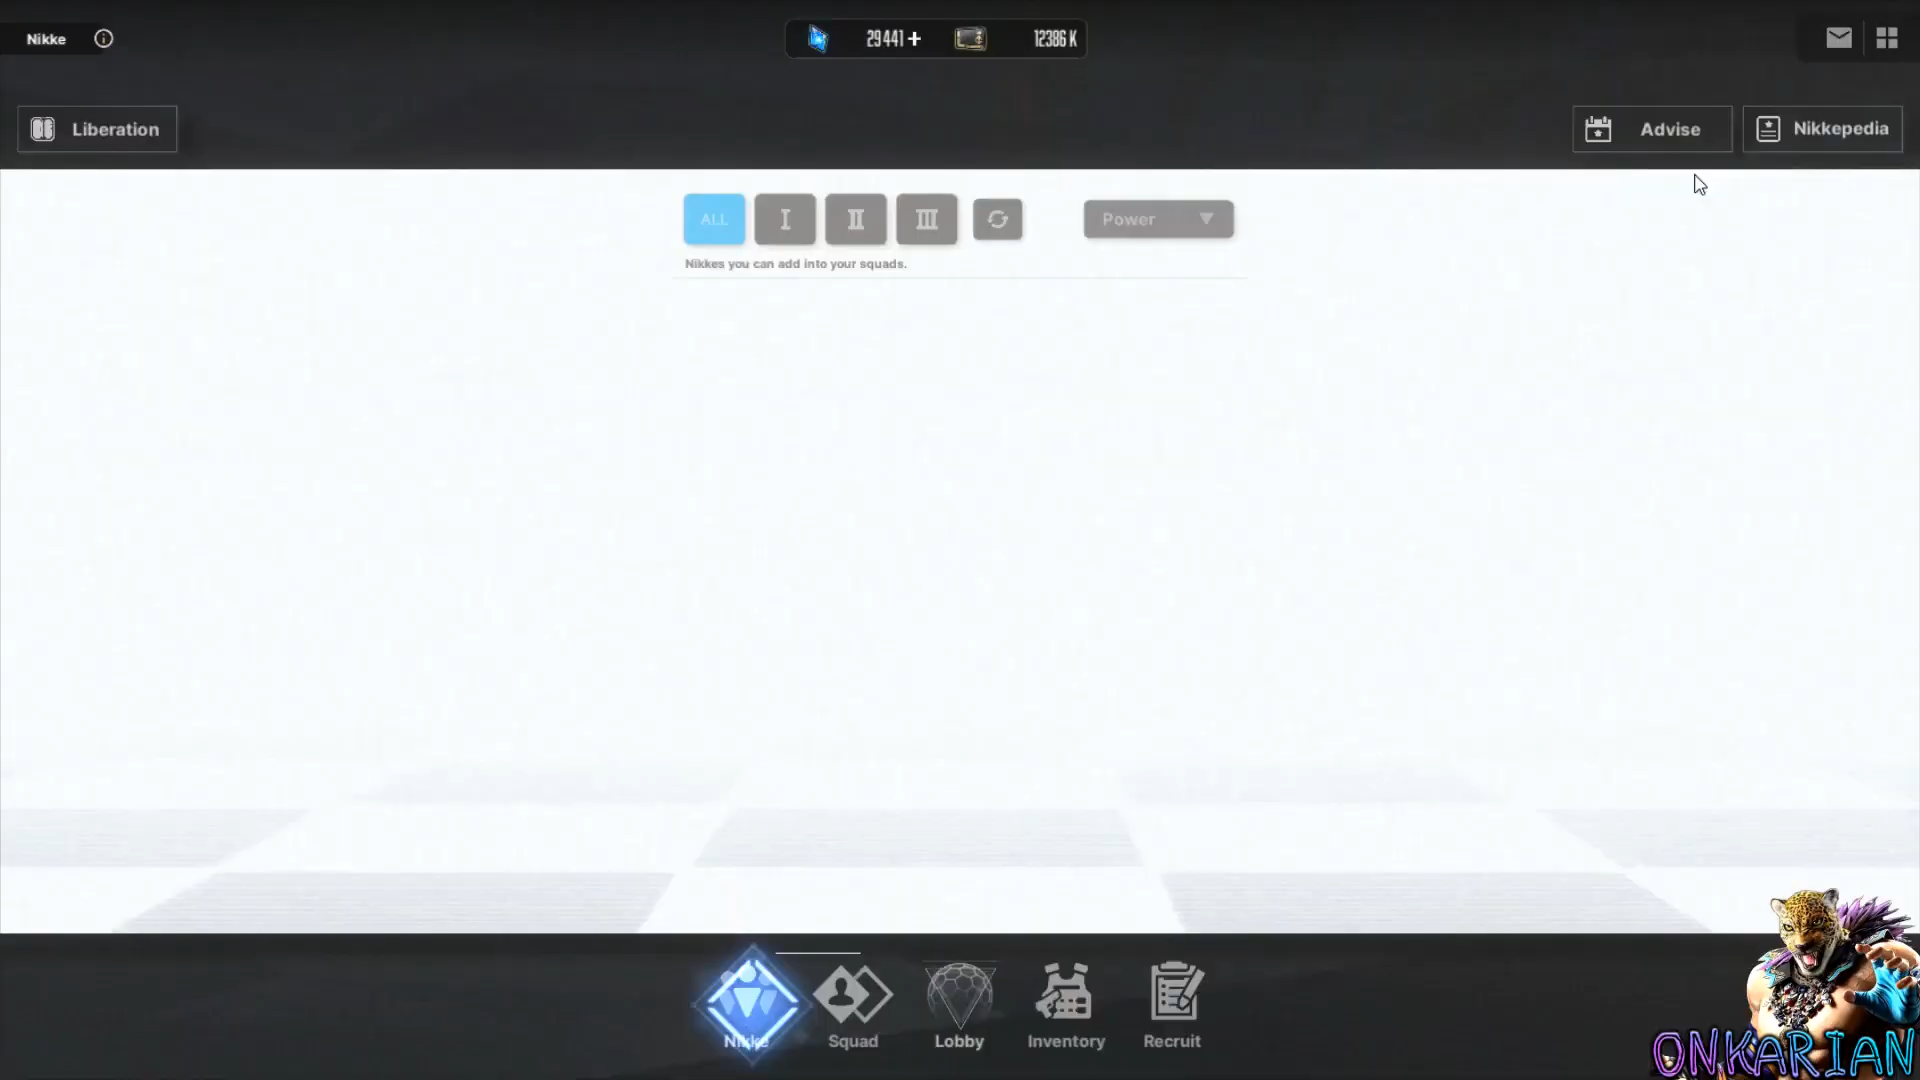 Nikke
29441+
12386 K
Liberation
Advise
Nikkepedia
ALL
I
II
III
Power
Nikkes you can add into your squads.
Nikke
Squad
Lobby
Inventory
Recruit
ONKARIAN